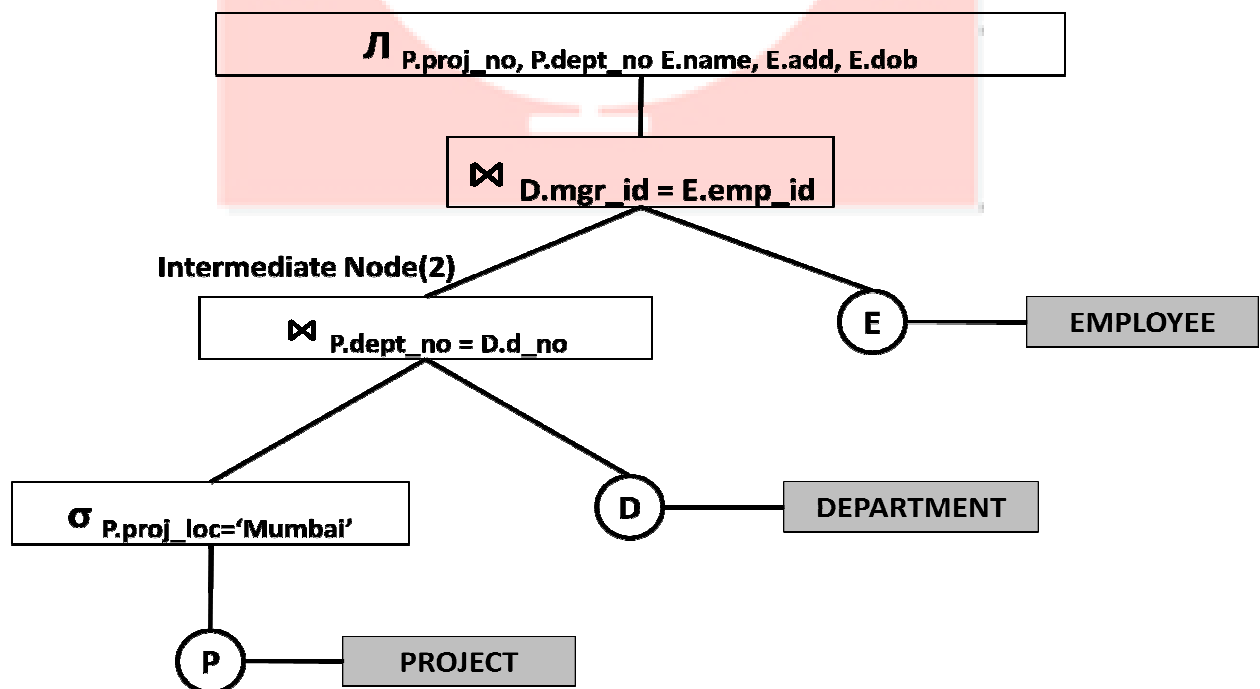 Л P.proj_no, P.dept_no E.name, E.add, E.dob
⋈ D.mgr_id = E.emp_id
Intermediate Node(2)
⋈ P.dept_no = D.d_no
E EMPLOYEE
σ P.proj_loc=‘Mumbai’
D DEPARTMENT
P PROJECT